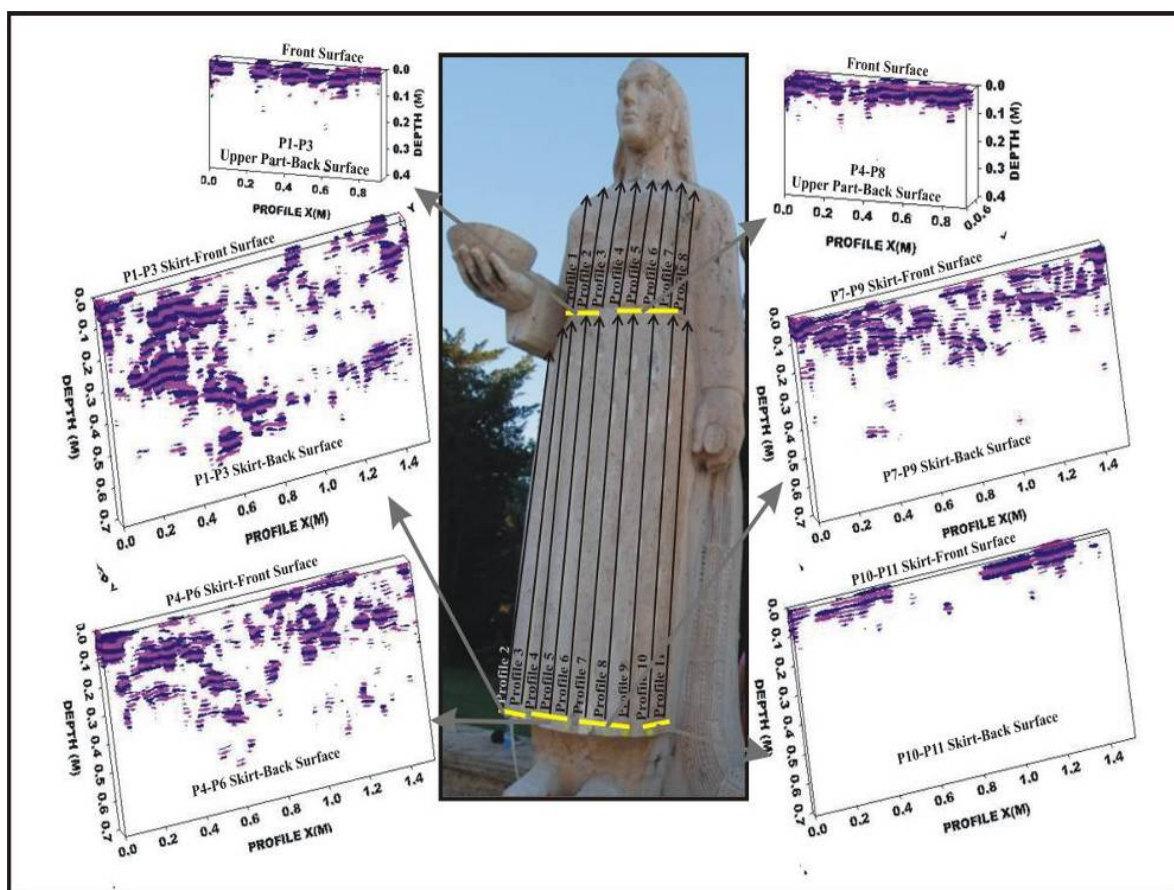 Front Surface
0.0
0.1
0.2
0.3
0.4
DEPTH (M)
P1-P3
Upper Part-Back Surface
0.0 0.2 0.4 0.6 0.8
PROFILE X(M)
Y
P1-P3 Skirt-Front Surface
0.0
0.1
0.2
0.3
0.4
0.5
0.6
0.7
DEPTH (M)
P1-P3 Skirt-Back Surface
0.0 0.2 0.4 0.6 0.8 1.0 1.2 1.4
PROFILE X(M)
P4-P6 Skirt-Front Surface
0.0
0.1
0.2
0.3
0.4
0.5
0.6
0.7
DEPTH (M)
P4-P6 Skirt-Back Surface
0.0 0.2 0.4 0.6 0.8 1.0 1.2 1.4
PROFILE X(M)
Profile 1
Profile 2
Profile 3
Profile 4
Profile 5
Profile 6
Profile 7
Profile 8
Profile 2
Profile 3
Profile 4
Profile 5
Profile 6
Profile 7
Profile 8
Profile 9
Profile 10
Front Surface
0.0
0.1
0.2
0.3
0.4
DEPTH (M)
P4-P8
Upper Part-Back Surface
0.0 0.2 0.4 0.6 0.8
PROFILE X(M)
P7-P9 Skirt-Front Surface
0.0
0.1
0.2
0.3
0.4
0.5
0.6
0.7
DEPTH (M)
P7-P9 Skirt-Back Surface
0.0 0.2 0.4 0.6 0.8 1.0 1.2 1.4
PROFILE X(M)
P10-P11 Skirt-Front Surface
0.0
0.1
0.2
0.3
0.4
0.5
0.6
0.7
DEPTH (M)
P10-P11 Skirt-Back Surface
0.0 0.2 0.4 0.6 0.8 1.0 1.2 1.4
PROFILE X(M)